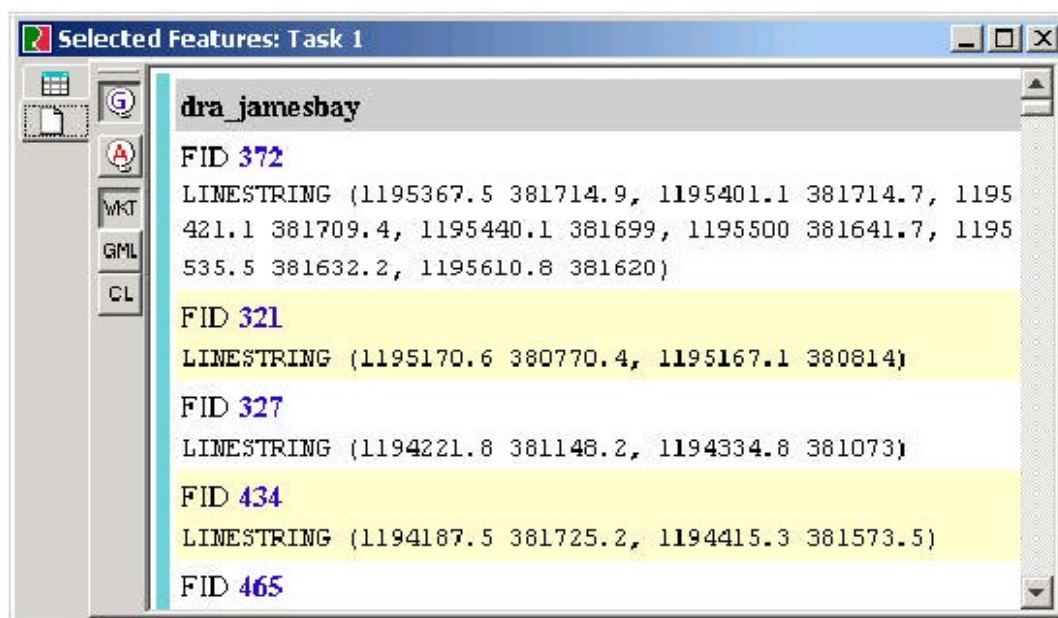 Selected Features: Task 1
G
A
WKT
GML
CL
dra_jamesbay
FID 372
LINESTRING (1195367.5 381714.9, 1195401.1 381714.7, 1195
421.1 381709.4, 1195440.1 381699, 1195500 381641.7, 1195
535.5 381632.2, 1195610.8 381620)
FID 321
LINESTRING (1195170.6 380770.4, 1195167.1 380814)
FID 327
LINESTRING (1194221.8 381148.2, 1194334.8 381073)
FID 434
LINESTRING (1194187.5 381725.2, 1194415.3 381573.5)
FID 465